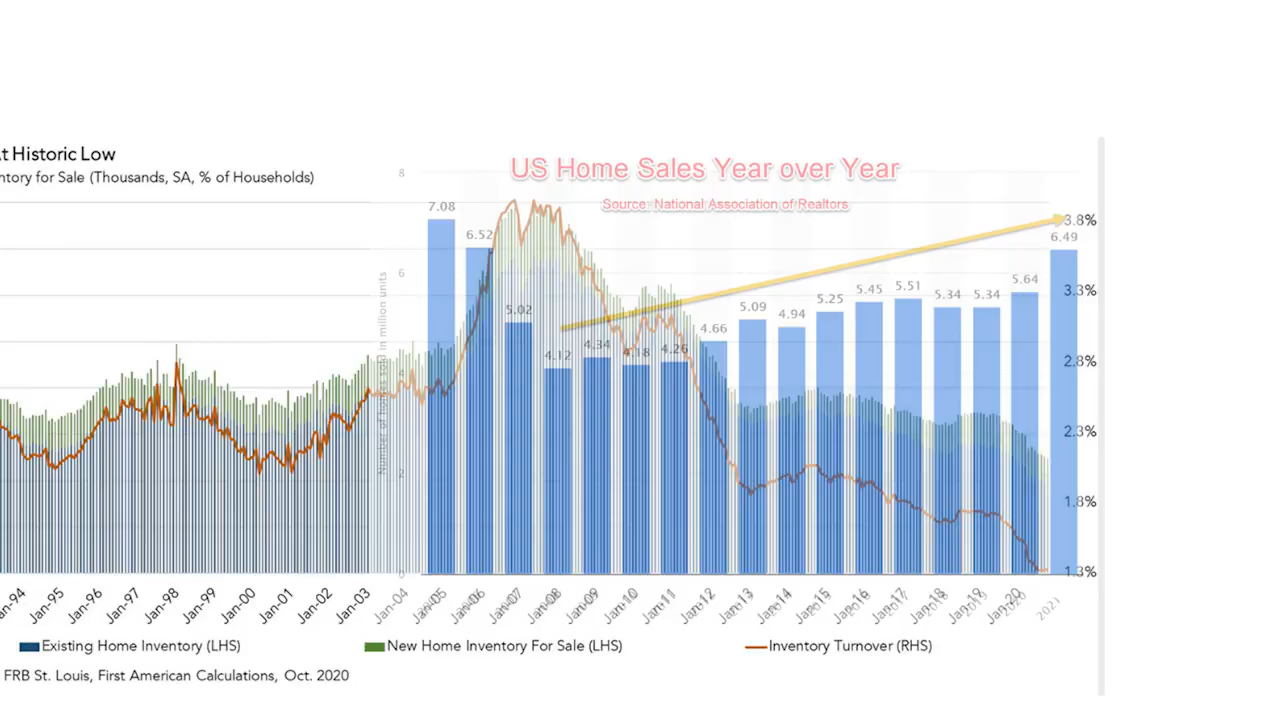 At Historic Low
ntory for Sale (Thousands, SA, % of Households)
US Home Sales Year over Year
Source: National Association of Realtors
8
6
4
2
0
Number of homes sold in million units
7.08
6.52
5.02
4.12
4.34
4.18
4.26
4.66
5.09
4.94
5.25
5.45
5.51
5.34
5.34
5.64
6.49
3.8%
3.3%
2.8%
2.3%
1.8%
1.3%
n-94
Jan-95
Jan-96
Jan-97
Jan-98
Jan-99
Jan-00
Jan-01
Jan-02
Jan-03
Jan-04
Jan-05
Jan-06
Jan-07
Jan-08
Jan-09
Jan-10
Jan-11
Jan-12
Jan-13
Jan-14
Jan-15
Jan-16
Jan-17
Jan-18
Jan-19
Jan-20
2021
Existing Home Inventory (LHS)
New Home Inventory For Sale (LHS)
Inventory Turnover (RHS)
FRB St. Louis, First American Calculations, Oct. 2020